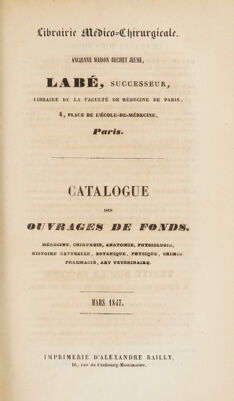 Librairie Médico-Chirurgicale.
ANCIENNE MAISON BECHET JEUNE,
LABÉ, SUCCESSEUR,
LIBRAIRE DE LA FACULTÉ DE MÉDECINE DE PARIS,
4, PLACE DE L'ÉCOLE-DE-MÉDECINE,
Paris.
CATALOGUE
DES
OUVRAGES DE FONDS.
MÉDECINE, CHIRURGIE, ANATOMIE, PHYSIOLOGIE,
HISTOIRE NATURELLE, BOTANIQUE, PHYSIQUE, CHIMIE
PHARMACIE, ART VÉTÉRINAIRE.
MARS 1847.
IMPRIMERIE D'ALEXANDRE BAILLY,
10, rue du Faubourg-Montmartre.